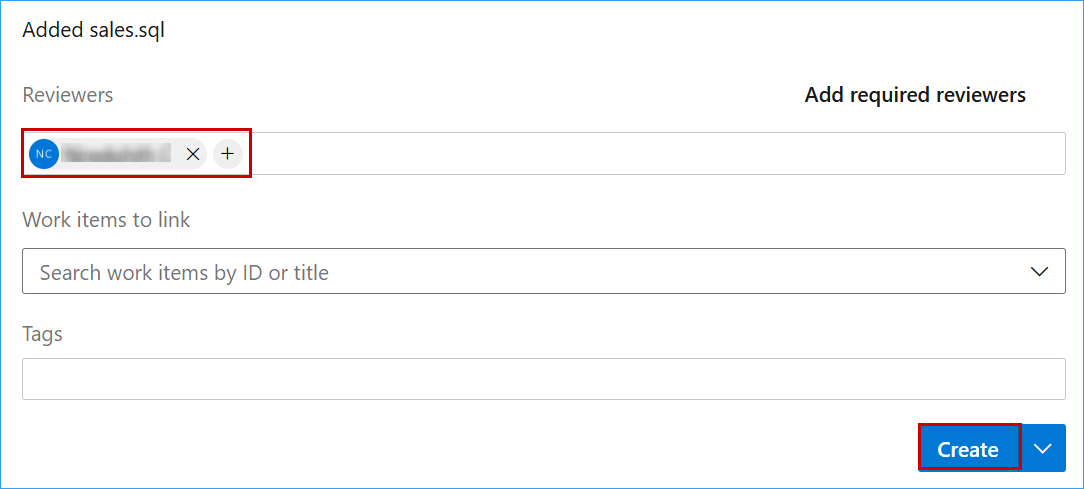 Added sales.sql
Reviewers
Add required reviewers
NC
Work items to link
Search work items by ID or title
Tags
Create